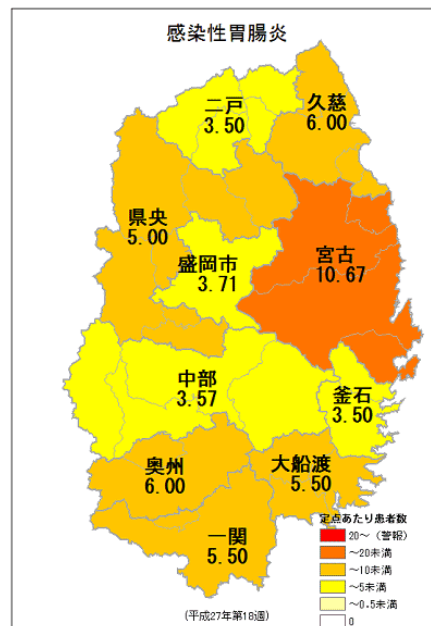 感染性胃腸炎
二戸
3.50
久慈
6.00
県央
5.00
盛岡市
3.71
宮古
10.67
中部
3.57
釜石
3.50
奥州
6.00
大船渡
5.50
一関
5.50
定点あたり患者数
20～（警報）
～20未満
～10未満
～5未満
～0.5未満
0
(平成27年第18週)